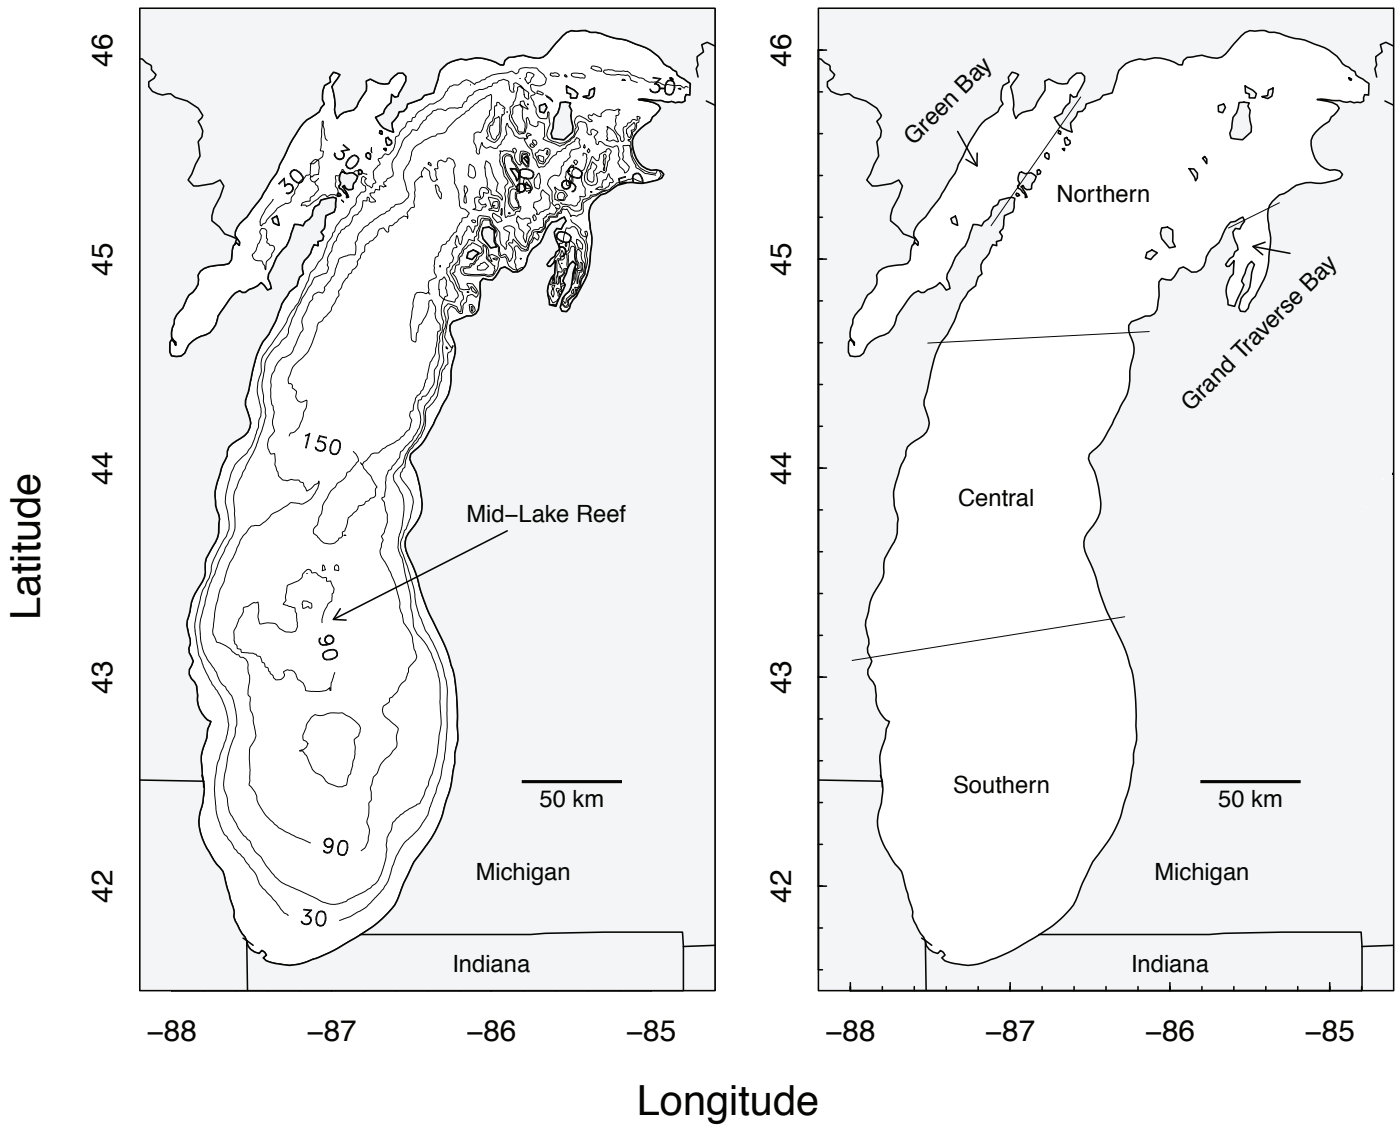 Latitude
46
45
44
43
42
30
30
30
90
90
150
Mid–Lake Reef
90
90
30
50 km
Michigan
Indiana
–88
–87
–86
–85
46
45
44
43
42
Green Bay
Northern
Grand Traverse Bay
Central
Southern
50 km
Michigan
Indiana
–88
–87
–86
–85
Longitude